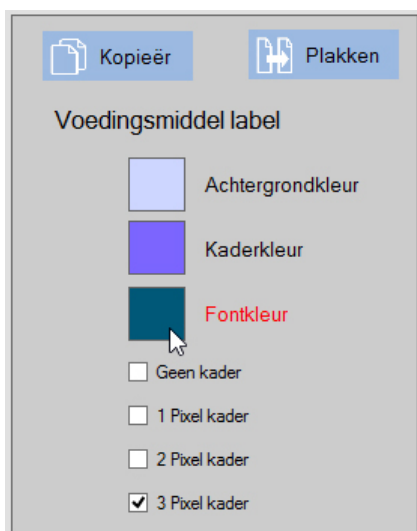 Kopieër
Plakken
Voedingsmiddel label
Achtergrondkleur
Kaderkleur
Fontkleur
Geen kader
1 Pixel kader
2 Pixel kader
3 Pixel kader